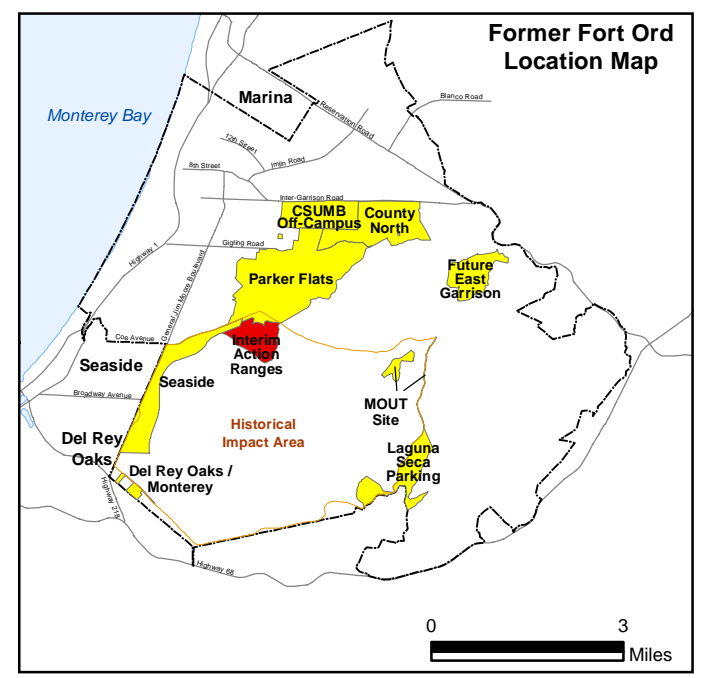 Former Fort Ord
Location Map
Marina
Monterey Bay
Blanco Road
Reservation Road
12th Street
Imjin Road
8th Street
Inter-Garrison Road
CSUMB
Off-Campus
County
North
Gigling Road
Highway 1
General Jim Moore Boulevard
Parker Flats
Future
East
Garrison
Coe Avenue
Interim
Action
Ranges
Seaside
Seaside
Broadway Avenue
MOUT
Site
Historical
Impact Area
Del Rey
Oaks
Laguna
Seca
Parking
Del Rey Oaks /
Monterey
Highway 218
Highway 68
0 3
Miles